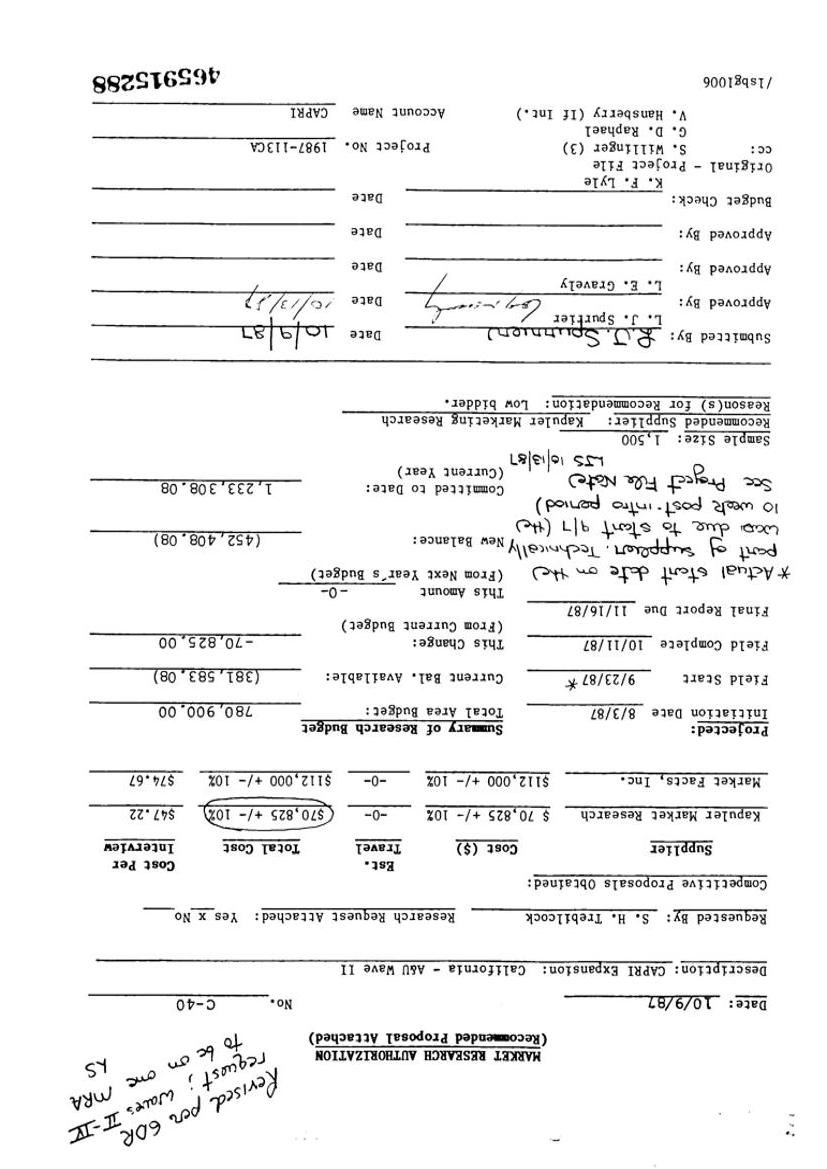 Revised per GDR
request; waves II-IV
to be on one MRA
LS
MARKET RESEARCH AUTHORIZATION
(Recommended Proposal Attached)
Date: 10/9/87 No. C-40
Description: CAPRI Expansion: California - A&U Wave II
Requested By: S. H. Trebilcock Research Request Attached: Yes x No
Competitive Proposals Obtained:
Supplier Cost ($) Est. Travel Total Cost Cost Per Interview
Kapuler Market Research $ 70,825 +/- 10% -0- $70,825 +/- 10% $47.22
Market Facts, Inc. $112,000 +/- 10% -0- $112,000 +/- 10% $74.67
Projected: Summary of Research Budget
Initiation Date 8/3/87 Total Area Budget: 780,900.00
Field Start 9/23/87 * Current Bal. Available: (381,583.08)
Field Complete 10/11/87 This Change: -70,825.00
(From Current Budget)
Final Report Due 11/16/87 This Amount -0-
(From Next Year's Budget)
*Actual start date on the
part of supplier. Technically
was due to start 9/7 (the
10 week post-intro period)
See Project File Note
LJS 10/13/87
New Balance: (452,408.08)
Committed to Date: 1,233,308.08
(Current Year)
Sample Size: 1,500
Recommended Supplier: Kapuler Marketing Research
Reason(s) for Recommendation: Low bidder.
Submitted By: L.J. Spurrier Date 10/9/87
L. J. Spurrier
Approved By: Date 10/13/87
L. E. Gravely
Approved By: Date
Approved By: Date
Budget Check: Date
K. F. Lyle
Original - Project File
cc: S. Willinger (3) Project No. 1987-113CA
G. D. Raphael
V. Hansberry (If Int.) Account Name CAPRI
/lsbg1006
465915288